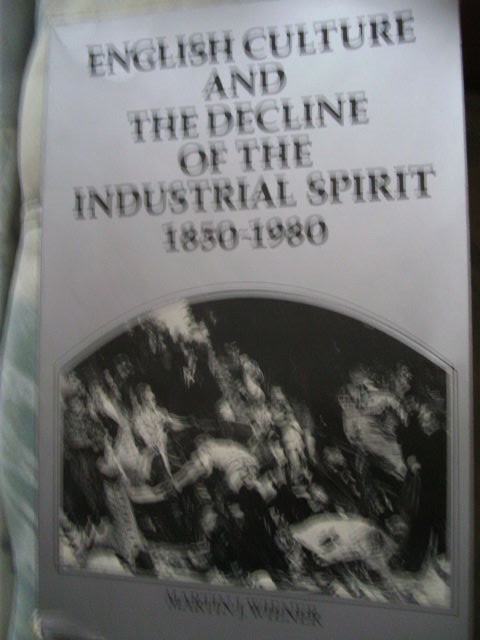 ENGLISH CULTURE
AND
THE DECLINE
OF THE
INDUSTRIAL SPIRIT
1850-1980
MARTIN J WIENER